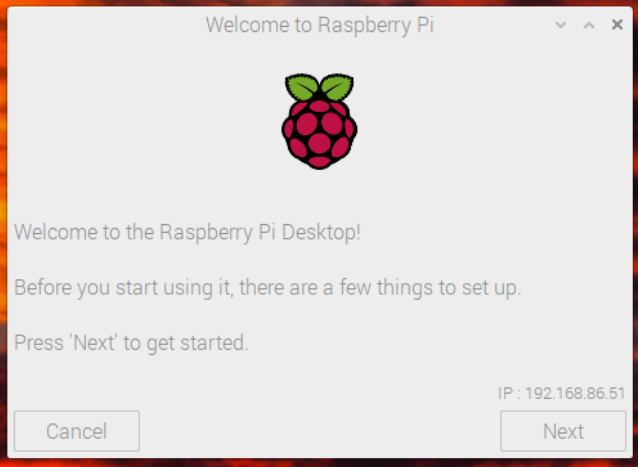 Welcome to Raspberry Pi
Welcome to the Raspberry Pi Desktop!
Before you start using it, there are a few things to set up.
Press 'Next' to get started.
IP : 192.168.86.51
Cancel
Next